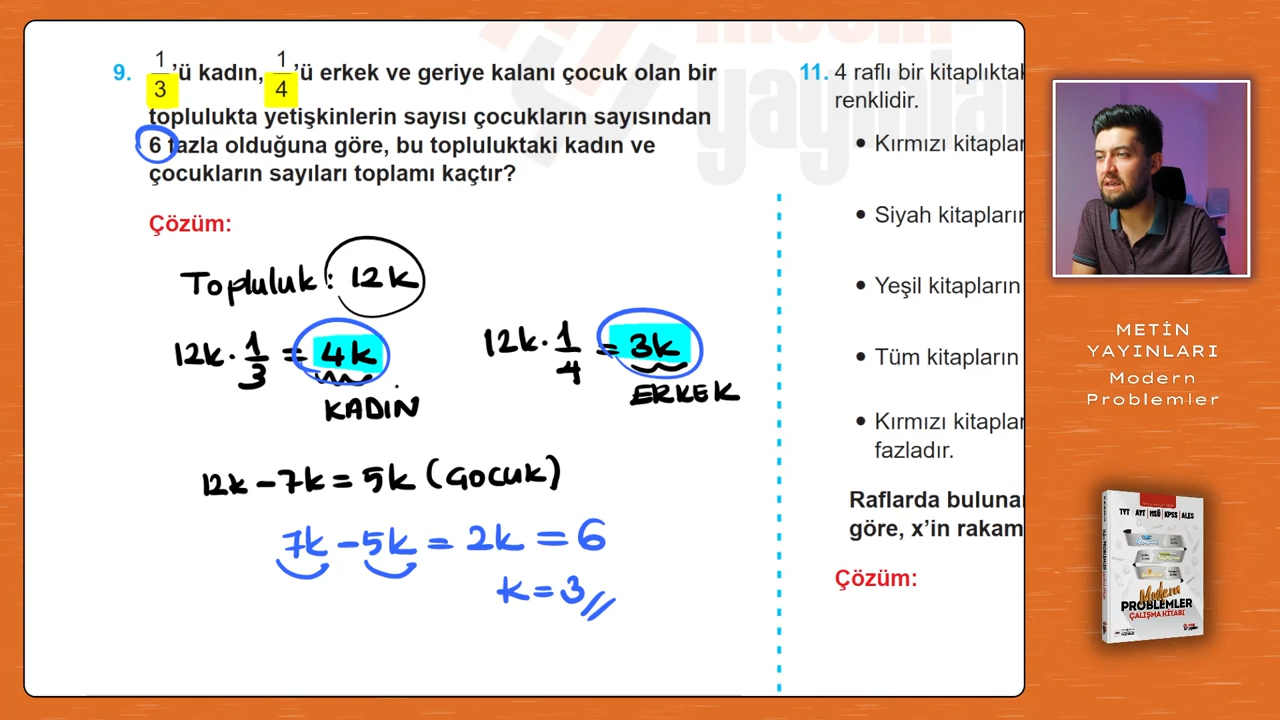 9. 1/3'ü kadın, 1/4'ü erkek ve geriye kalanı çocuk olan bir
toplulukta yetişkinlerin sayısı çocukların sayısından
6 fazla olduğuna göre, bu topluluktaki kadın ve
çocukların sayıları toplamı kaçtır?
Çözüm:
Topluluk : 12k
12k · 1/3 = 4k
KADIN
12k · 1/4 = 3k
ERKEK
12k - 7k = 5k (Çocuk)
7k - 5k = 2k = 6
k = 3 //
11. 4 raflı bir kitaplıktak
renklidir.
• Kırmızı kitaplar
• Siyah kitapların
• Yeşil kitapların
• Tüm kitapların
• Kırmızı kitaplar
fazladır.
Raflarda buluna
göre, x'in rakam
Çözüm:
yayınlar
METİN
YAYINLARI
Modern
Problemler
TYT AYT MSÜ KPSS ALES
Modern
PROBLEMLER
ÇALIŞMA KİTABI